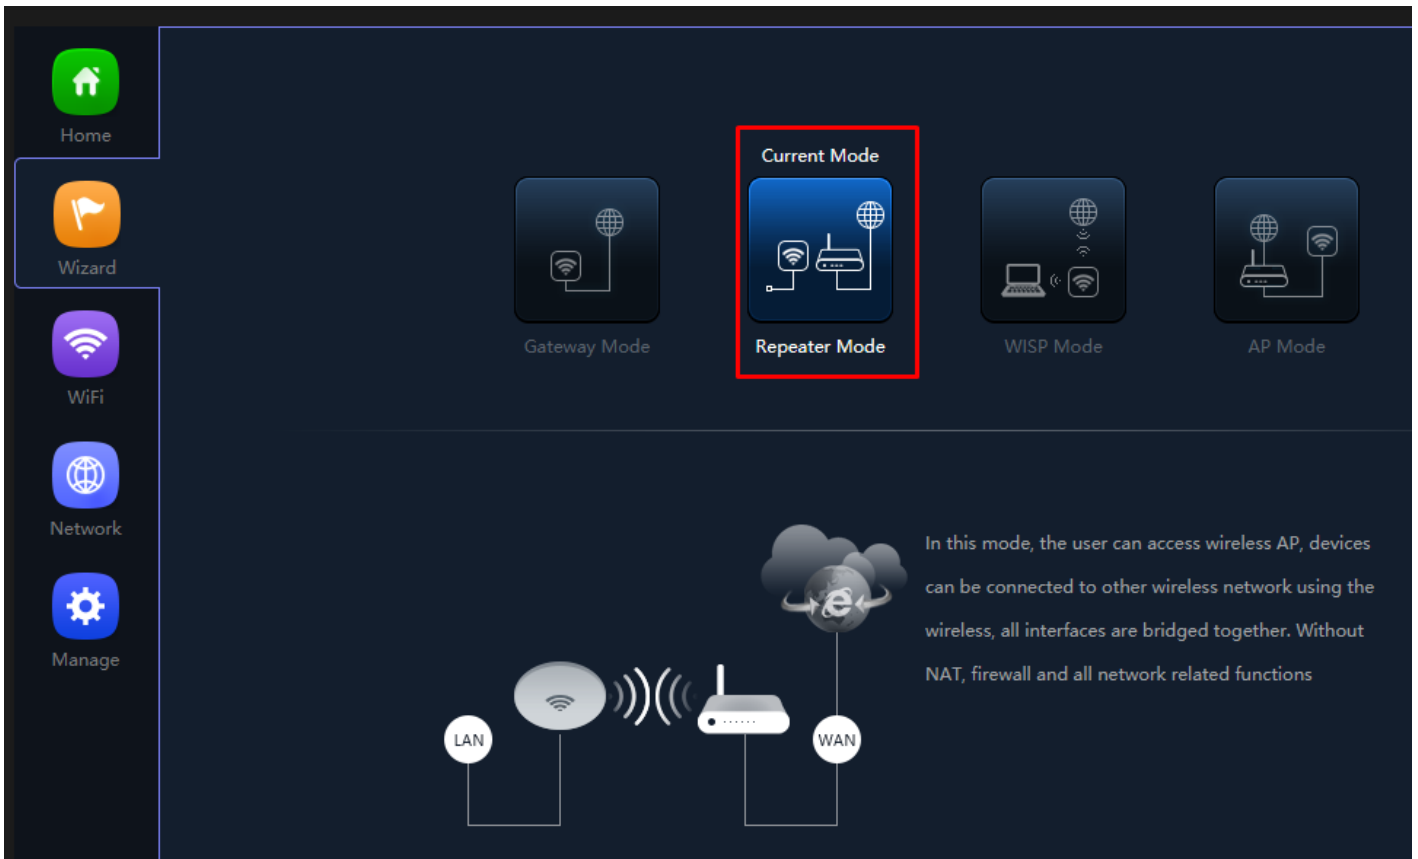 Home
Wizard
WiFi
Network
Manage
Current Mode
Gateway Mode
Repeater Mode
WISP Mode
AP Mode
In this mode, the user can access wireless AP, devices
can be connected to other wireless network using the
wireless, all interfaces are bridged together. Without
NAT, firewall and all network related functions
LAN
WAN